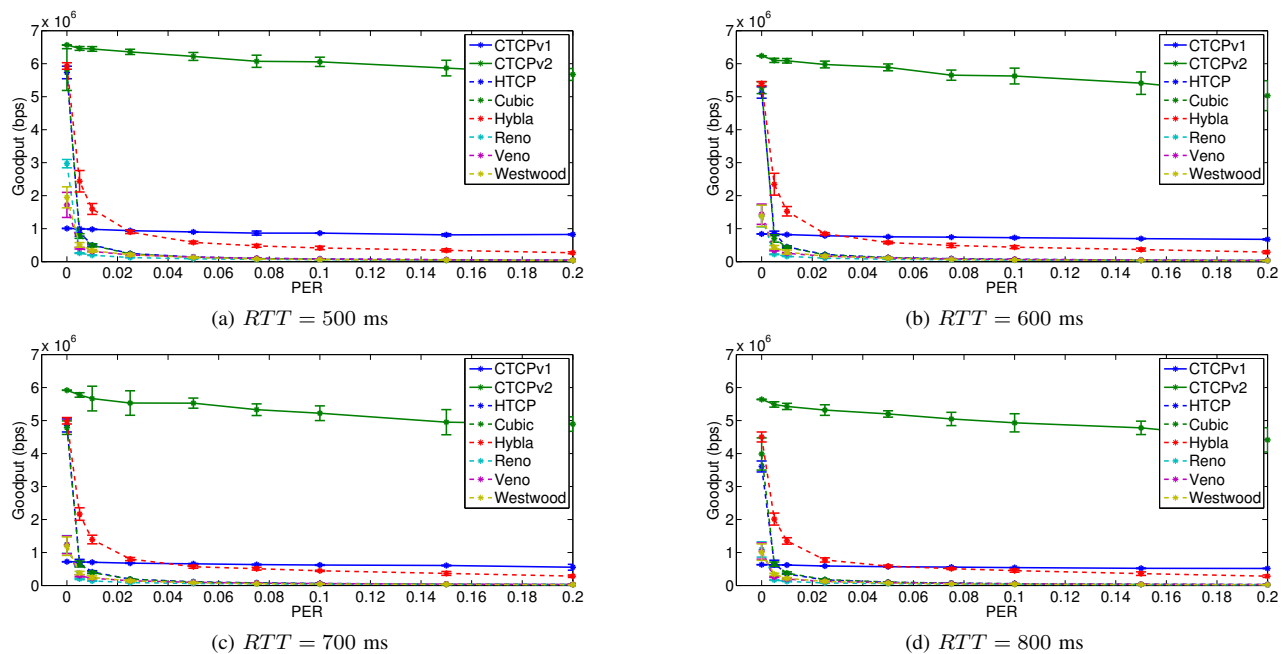 7 x 10^6
6
5
4
3
2
1
0
Goodput (bps)
0 0.02 0.04 0.06 0.08 0.1 0.12 0.14 0.16 0.18 0.2
PER
CTCPv1
CTCPv2
HTCP
Cubic
Hybla
Reno
Veno
Westwood
(a) RTT = 500 ms
7 x 10^6
6
5
4
3
2
1
0
Goodput (bps)
0 0.02 0.04 0.06 0.08 0.1 0.12 0.14 0.16 0.18 0.2
PER
CTCPv1
CTCPv2
HTCP
Cubic
Hybla
Reno
Veno
Westwood
(b) RTT = 600 ms
7 x 10^6
6
5
4
3
2
1
0
Goodput (bps)
0 0.02 0.04 0.06 0.08 0.1 0.12 0.14 0.16 0.18 0.2
PER
CTCPv1
CTCPv2
HTCP
Cubic
Hybla
Reno
Veno
Westwood
(c) RTT = 700 ms
7 x 10^6
6
5
4
3
2
1
0
Goodput (bps)
0 0.02 0.04 0.06 0.08 0.1 0.12 0.14 0.16 0.18 0.2
PER
CTCPv1
CTCPv2
HTCP
Cubic
Hybla
Reno
Veno
Westwood
(d) RTT = 800 ms